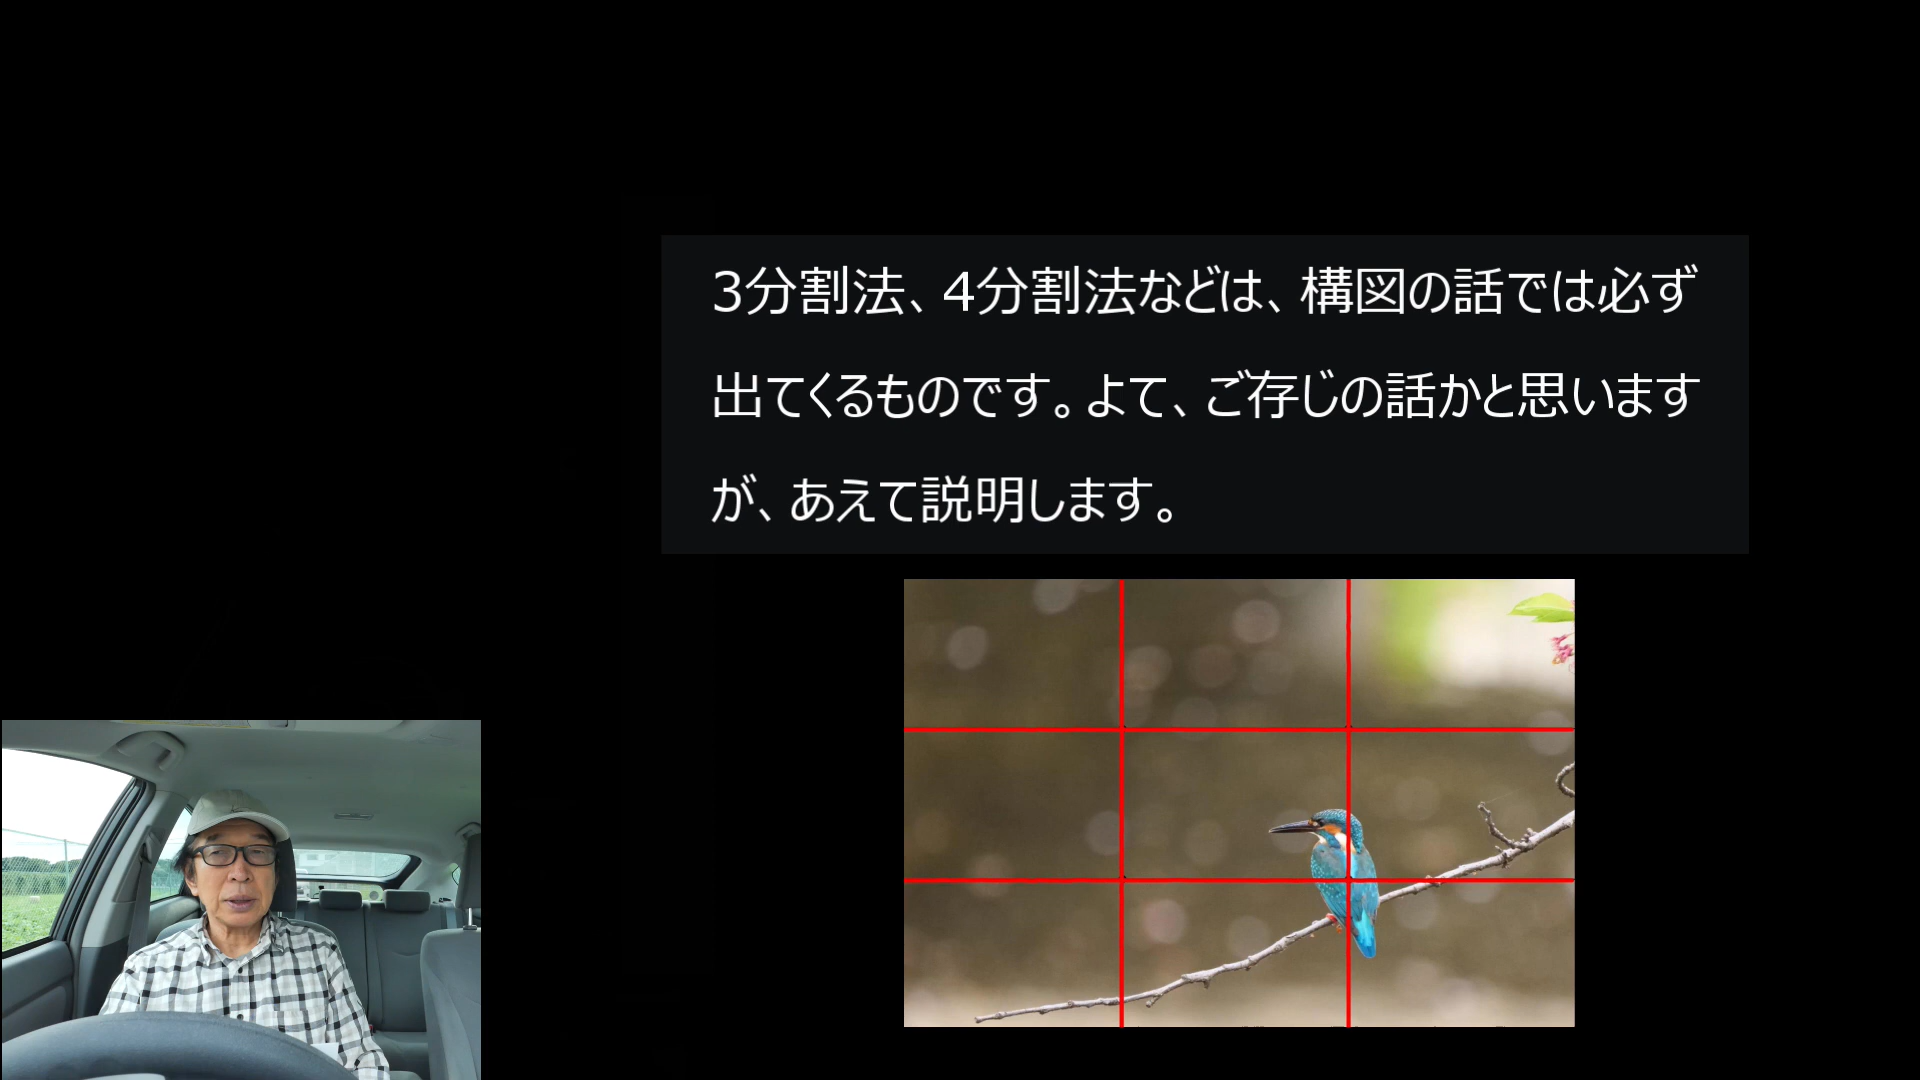 3分割法、4分割法などは、構図の話では必ず
出てくるものです。よて、ご存じの話かと思います
が、あえて説明します。